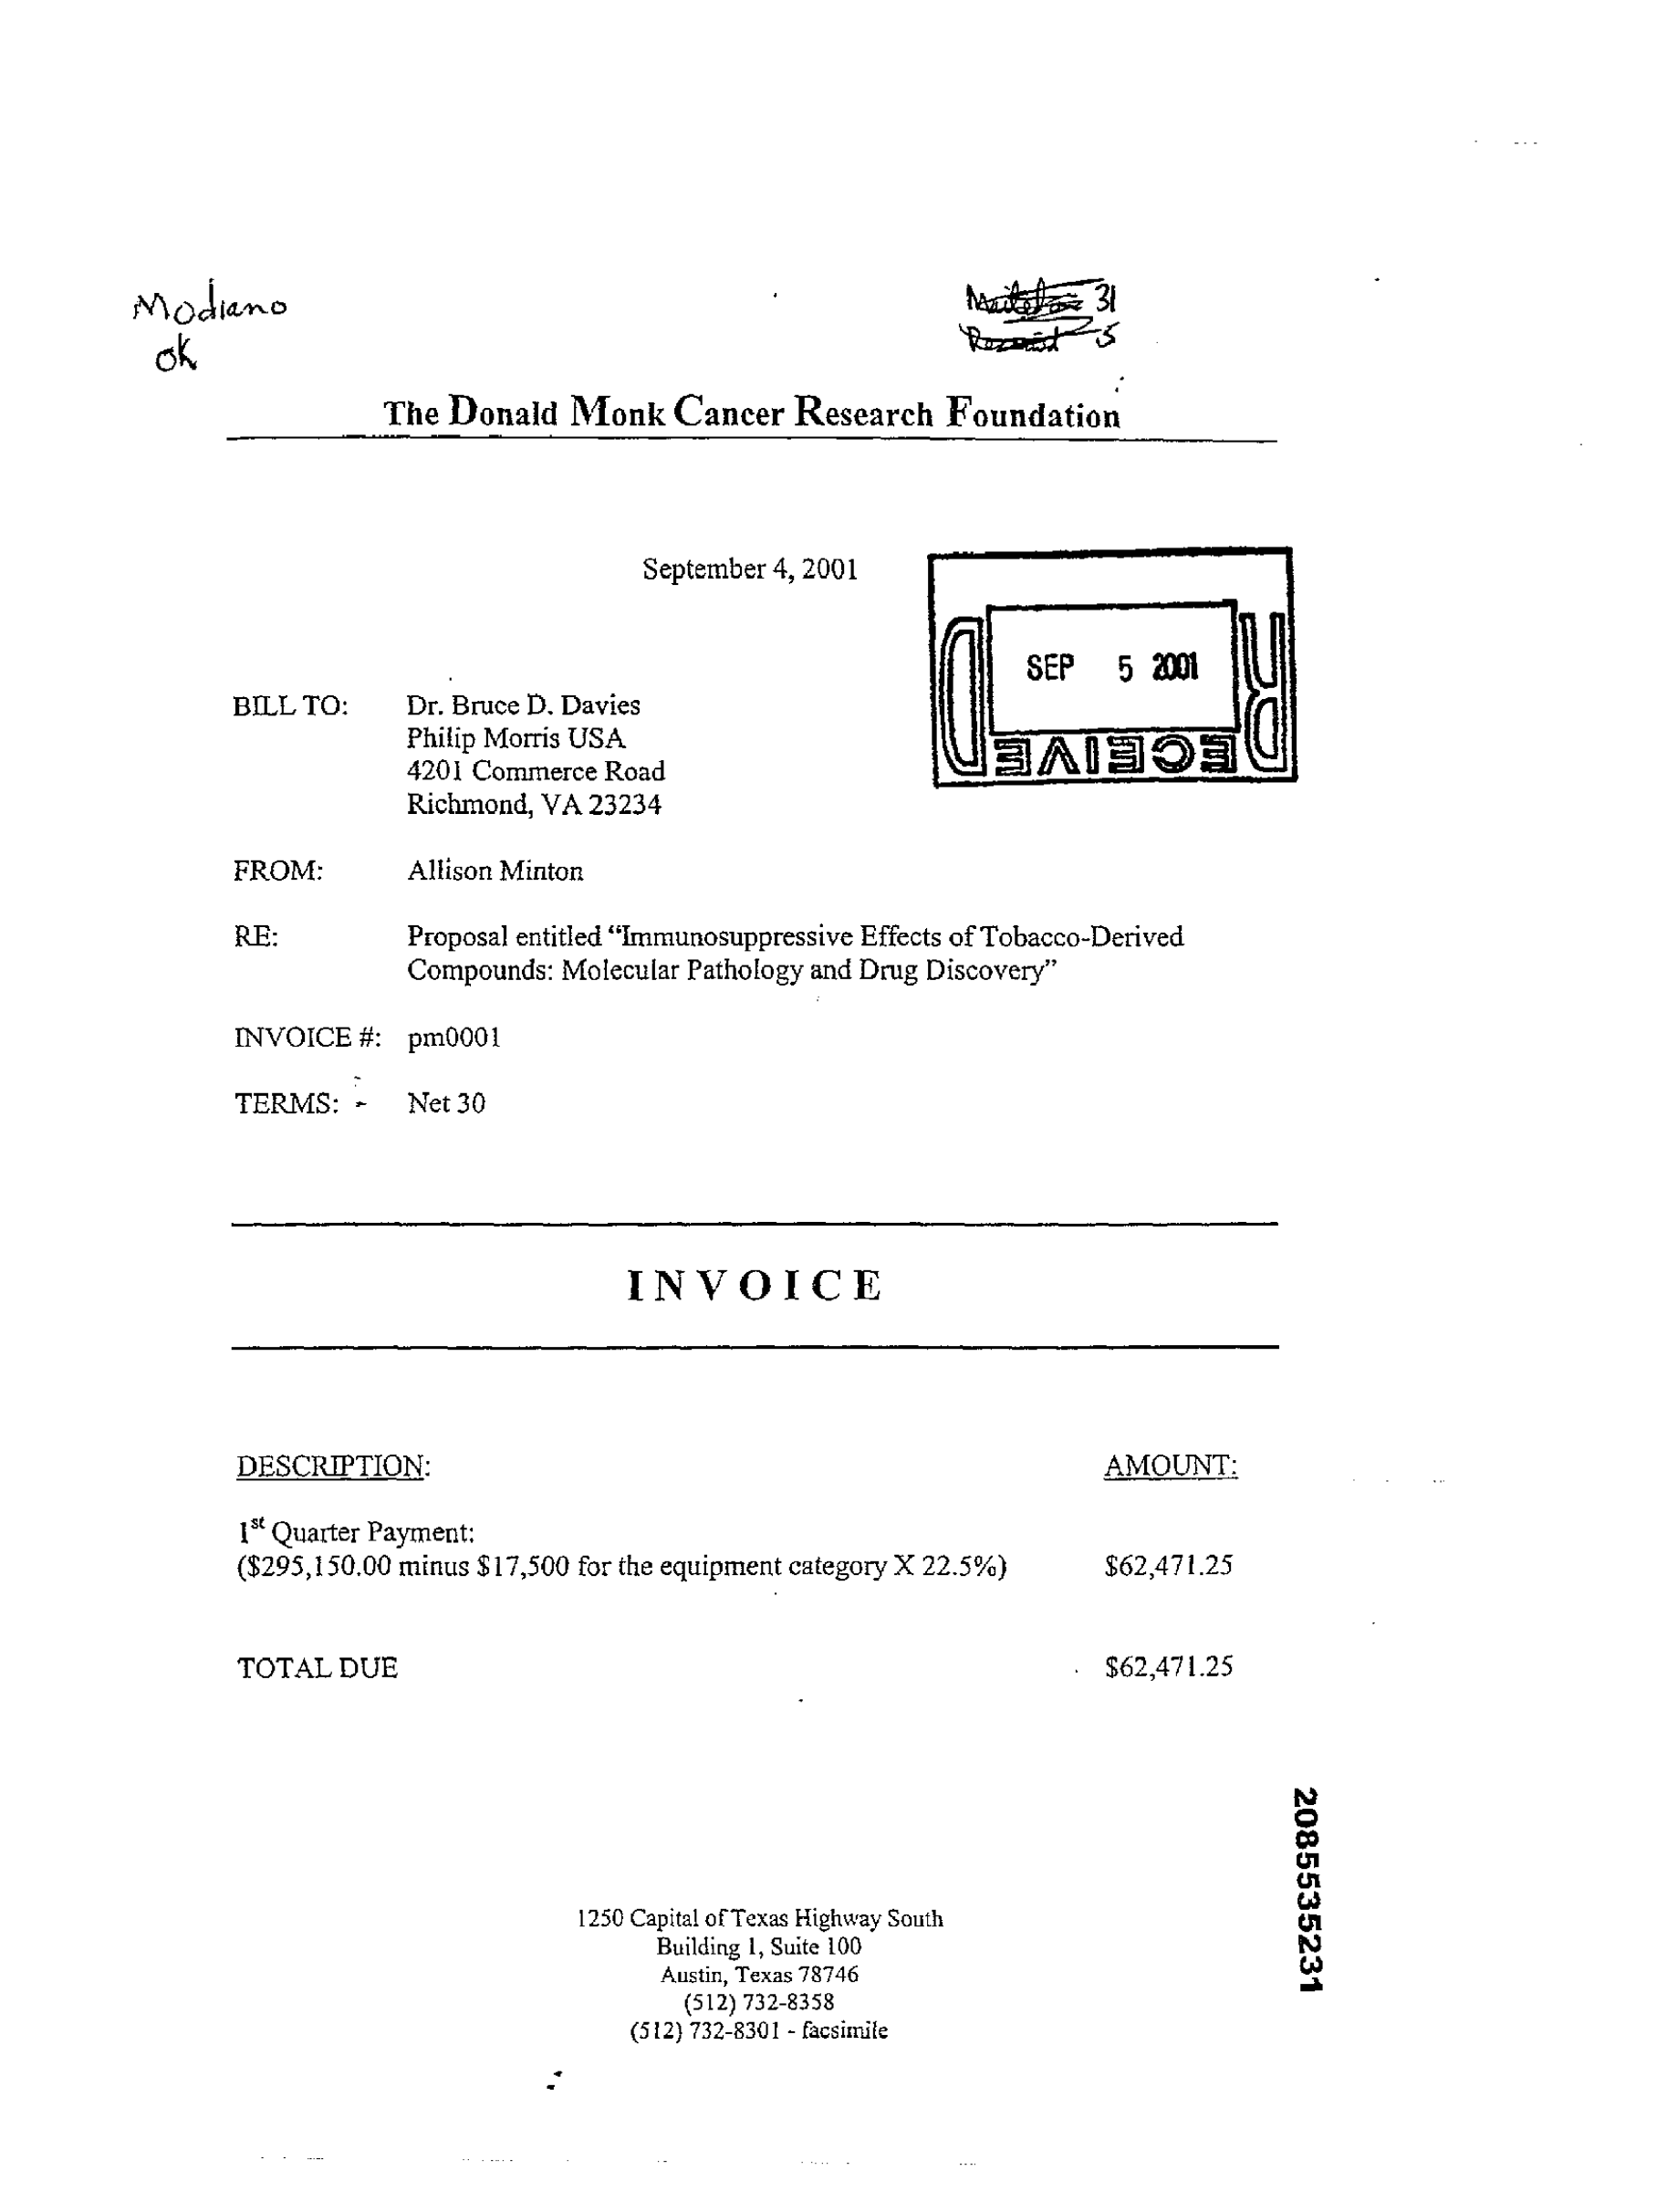 Modiano
ok
31
5
The Donald Monk Cancer Research Foundation
September 4, 2001
SEP 5 2001
RECEIVED
BILL TO: Dr. Bruce D. Davies
Philip Morris USA
4201 Commerce Road
Richmond, VA 23234
FROM: Allison Minton
RE: Proposal entitled “Immunosuppressive Effects of Tobacco-Derived
Compounds: Molecular Pathology and Drug Discovery”
INVOICE #: pm0001
TERMS: - Net 30
INVOICE
DESCRIPTION: AMOUNT:
1st Quarter Payment:
($295,150.00 minus $17,500 for the equipment category X 22.5%) $62,471.25
TOTAL DUE $62,471.25
2085535231
1250 Capital of Texas Highway South
Building 1, Suite 100
Austin, Texas 78746
(512) 732-8358
(512) 732-8301 - facsimile